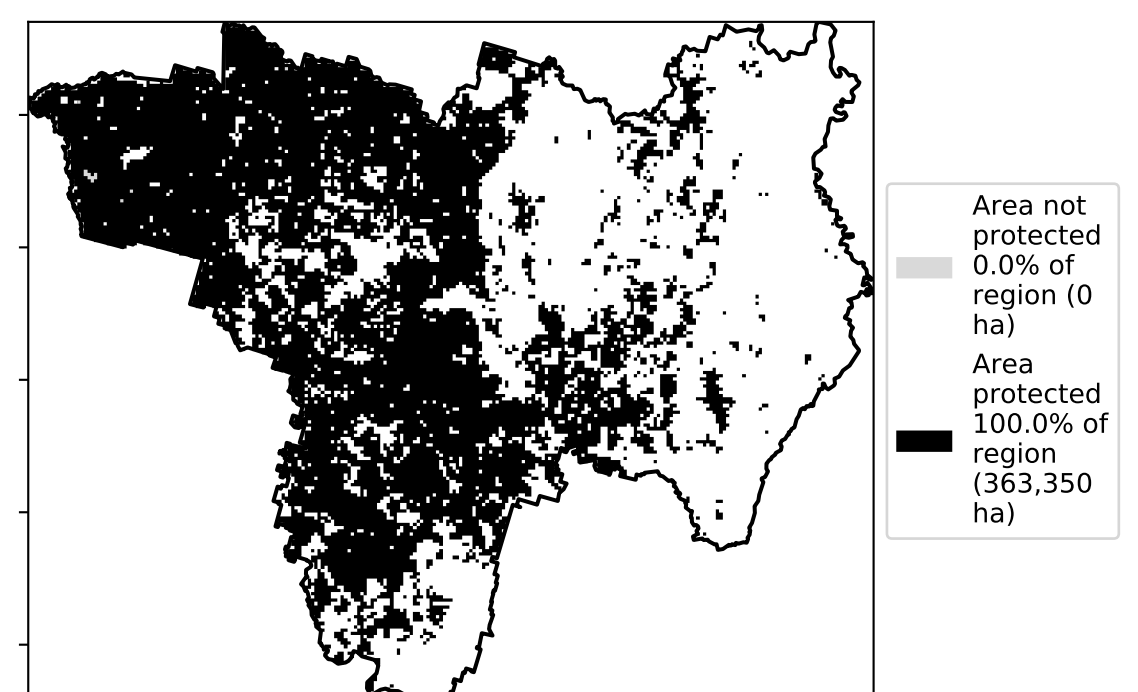 Area not
protected
0.0% of
region (0
ha)
Area
protected
100.0% of
region
(363,350
ha)